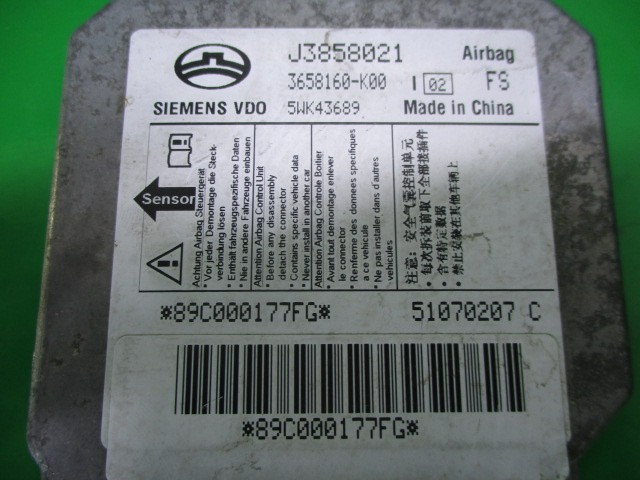 J3858021 Airbag
3658160-K00 I 02 FS
SIEMENS VDO 5WK43689 Made in China
Sensor
Achtung Airbag Steuergerät
• Vor jeder Demontage die Steck-
verbindung lösen
• Enthält fahrzeugspezifische Daten
• Nie in andere Fahrzeuge einbauen
Attention Airbag Control Unit
• Before any disassembly
detach the connector
• Contains specific vehicle data
• Never install in another car
Attention Airbag Controle Boitier
• Avant tout demontage enlever
le connector
• Renferme des donnees specifiques
a ce vehicule
• Ne pas installer dans d'autres
vehicules
注意: 安全气囊控制单元
• 每次拆装前取下全部接插件
• 含有特定数据
• 禁止安装在其他车辆上
*89C000177FG* 51070207 C
*89C000177FG*